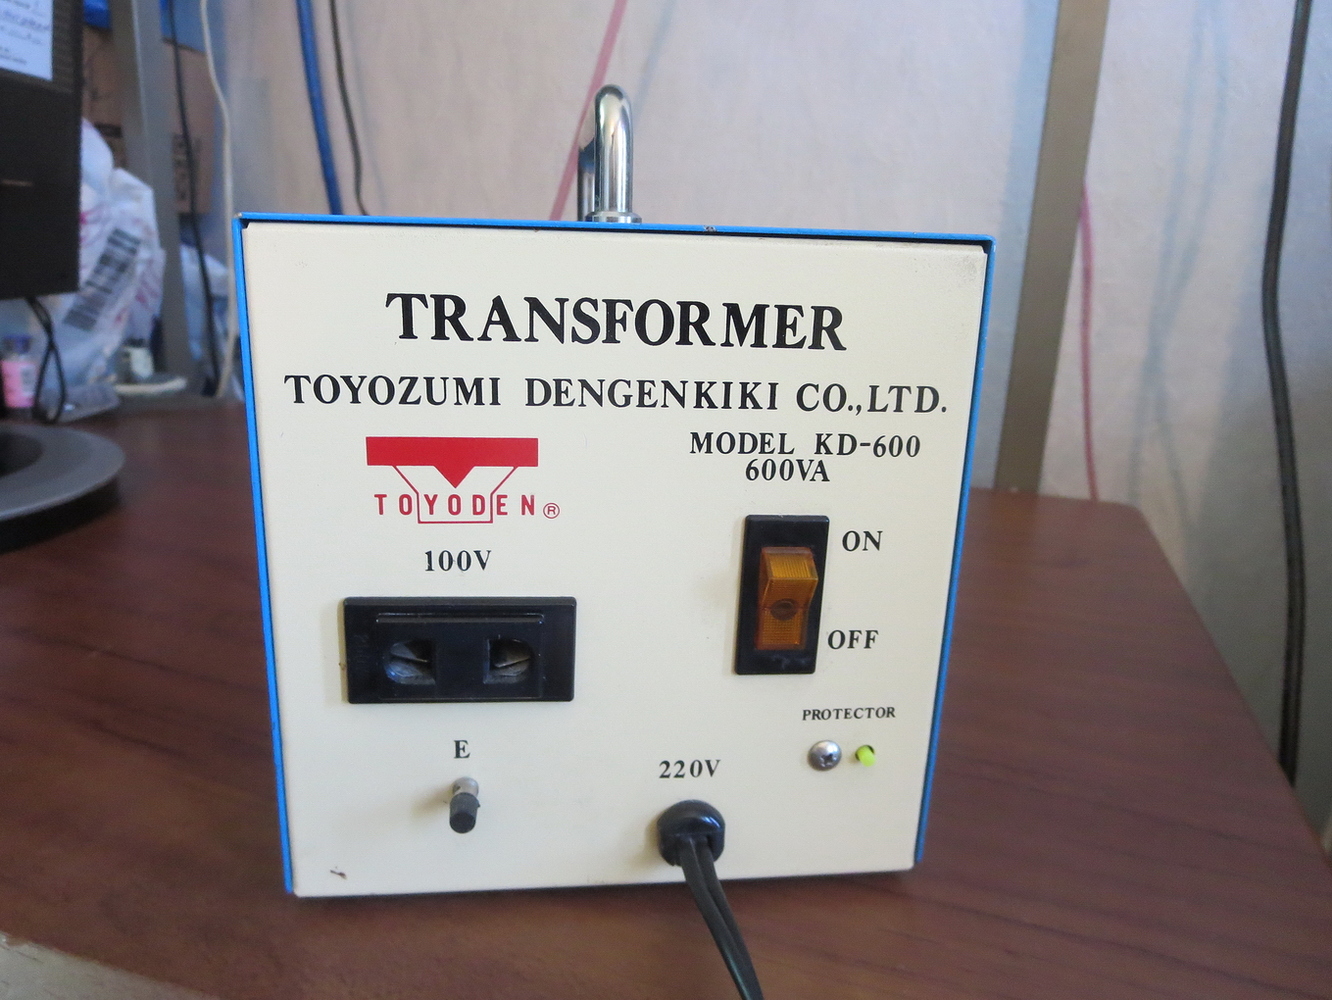 TRANSFORMER
TOYOZUMI DENGENKIKI CO.,LTD.
MODEL KD-600
600VA
TOYODEN®
100V
ON
OFF
PROTECTOR
E
220V